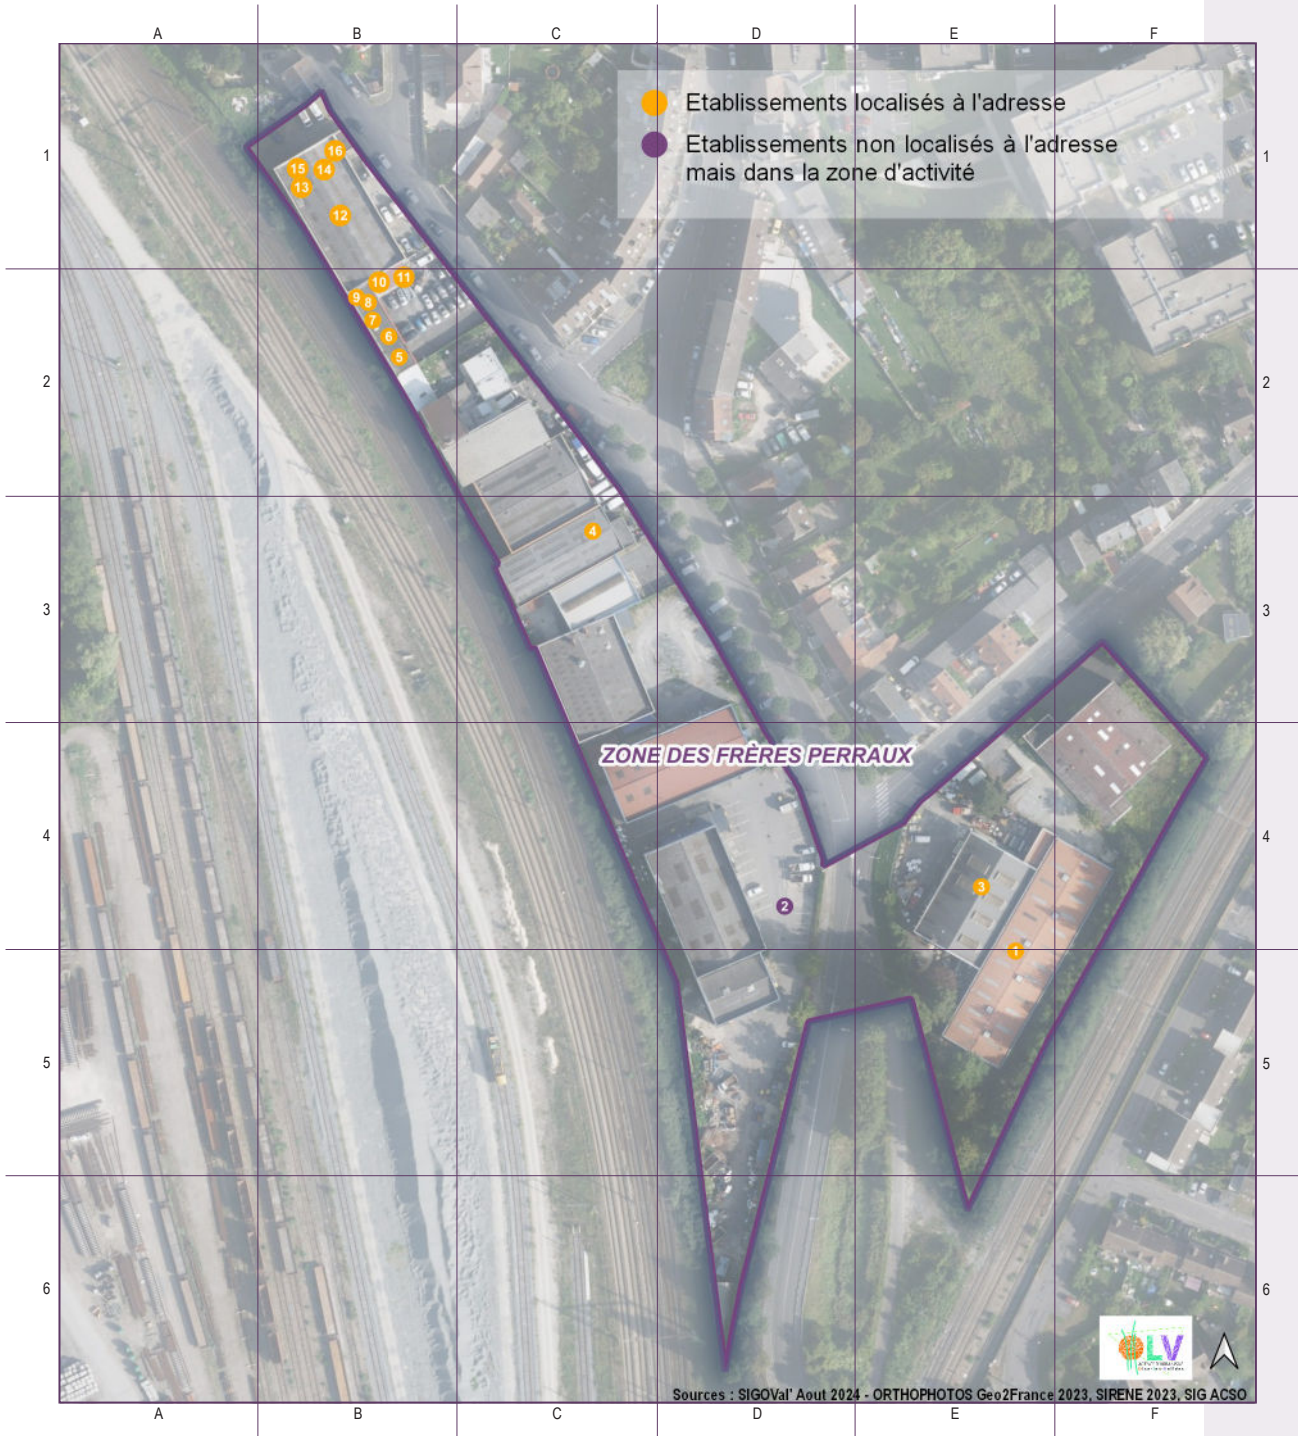 A B C D E F
Etablissements localisés à l'adresse
Etablissements non localisés à l'adresse
mais dans la zone d'activité
1 1
16
15 14
13
12
11
10
9 8
7
6
5
2 2
4
3 3
ZONE DES FRÈRES PERRAUX
4 4
3
2
1
5 5
6 6
LV
Sources : SIGOVal' Aout 2024 - ORTHOPHOTOS Geo2France 2023, SIRENE 2023, SIG ACSO
A B C D E F